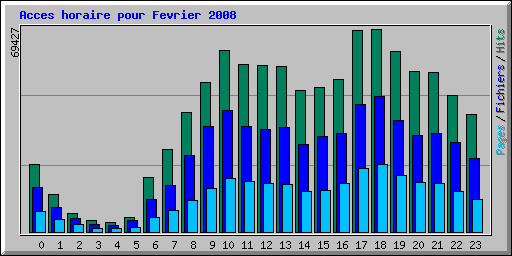 Acces horaire pour Fevrier 2008
69427
Pages / Fichiers / Hits
0 1 2 3 4 5 6 7 8 9 10 11 12 13 14 15 16 17 18 19 20 21 22 23